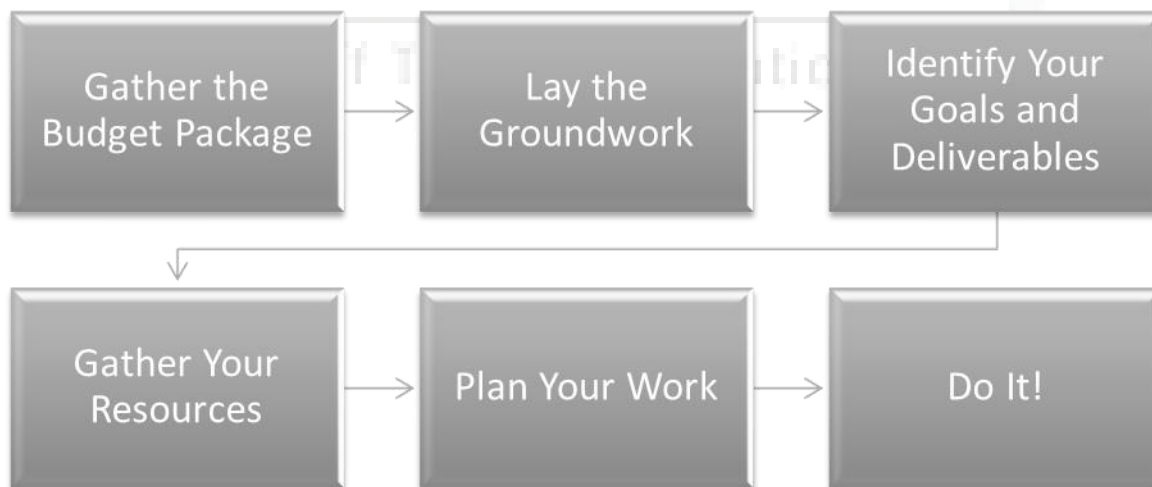 Gather the
Budget Package
Lay the
Groundwork
Identify Your
Goals and
Deliverables
Gather Your
Resources
Plan Your Work
Do It!